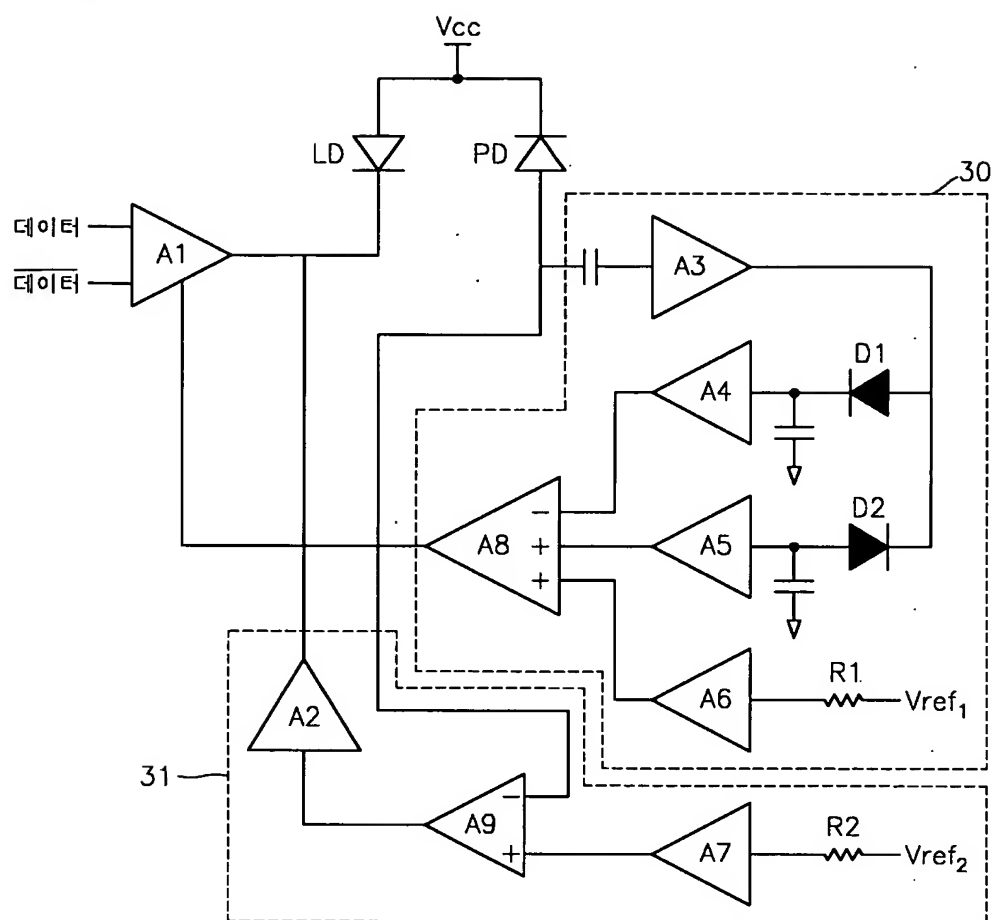 Vcc
LD
PD
30
데이터
데이터
A1
A3
D1
A4
D2
A8
-
+
+
A5
R1
A6
Vref₁
A2
31
A9
-
+
A7
R2
Vref₂